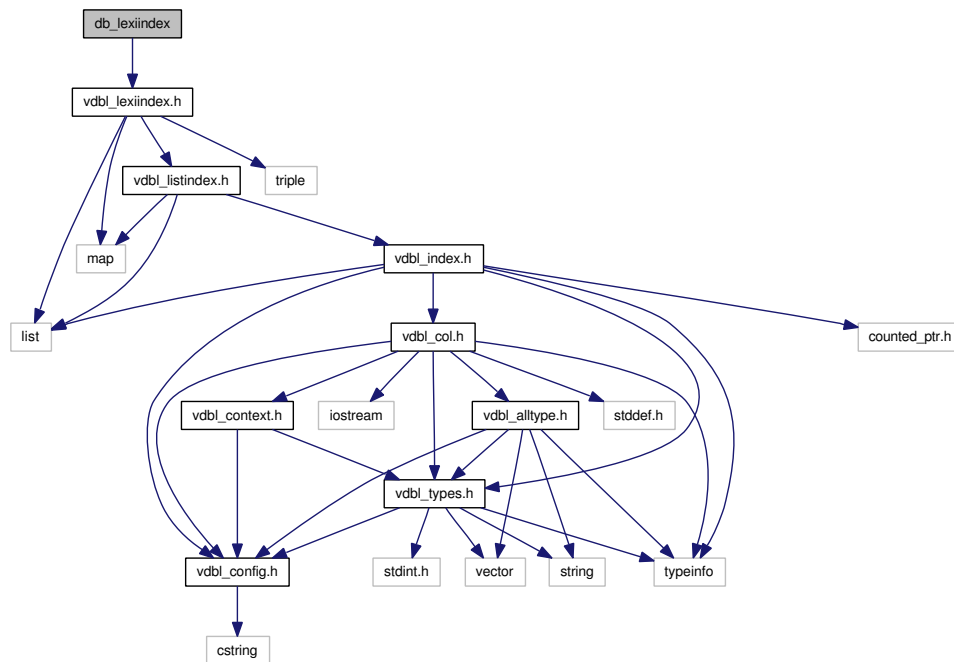 db_lexiindex
vdbl_lexiindex.h
vdbl_listindex.h
triple
map
vdbl_index.h
list
vdbl_col.h
counted_ptr.h
vdbl_context.h
iostream
vdbl_alltype.h
stddef.h
vdbl_types.h
vdbl_config.h
stdint.h
vector
string
typeinfo
cstring